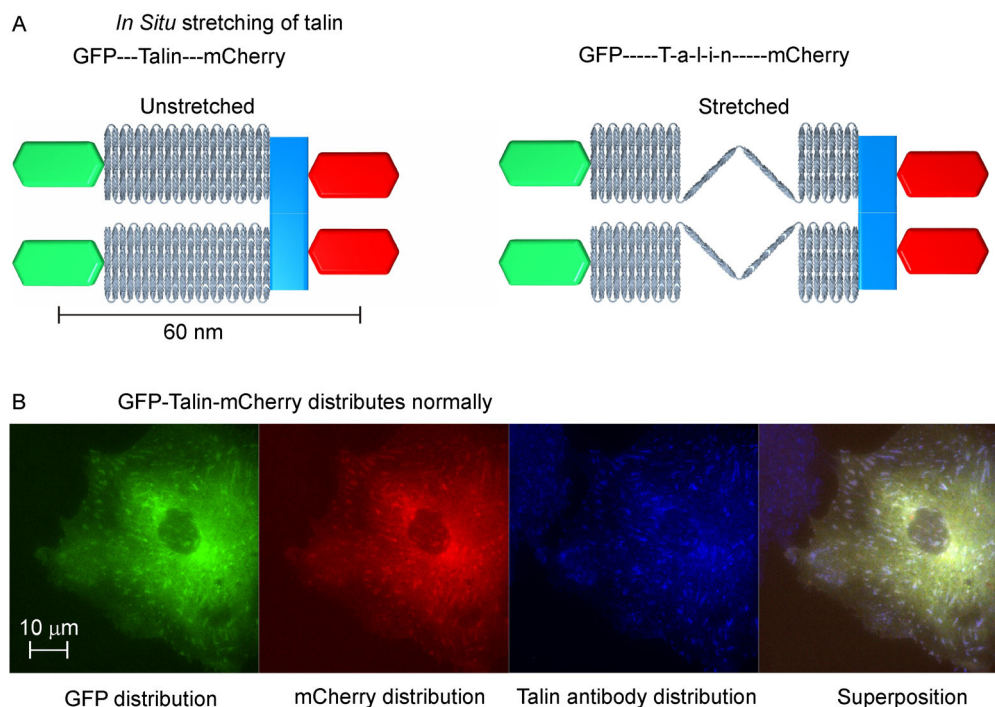 A
In Situ stretching of talin
GFP---Talin---mCherry
GFP-----T-a-l-i-n-----mCherry
Unstretched
Stretched
60 nm
B
GFP-Talin-mCherry distributes normally
10 μm
GFP distribution
mCherry distribution
Talin antibody distribution
Superposition